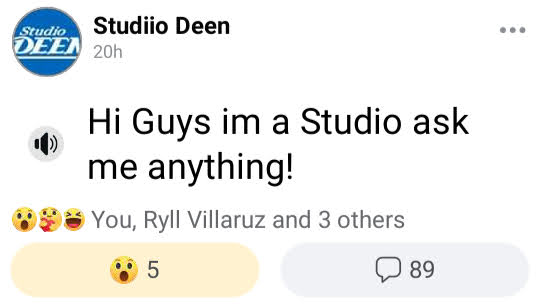 Studio
DEEN
Studiio Deen
20h
Hi Guys im a Studio ask
me anything!
You, Ryll Villaruz and 3 others
5
89